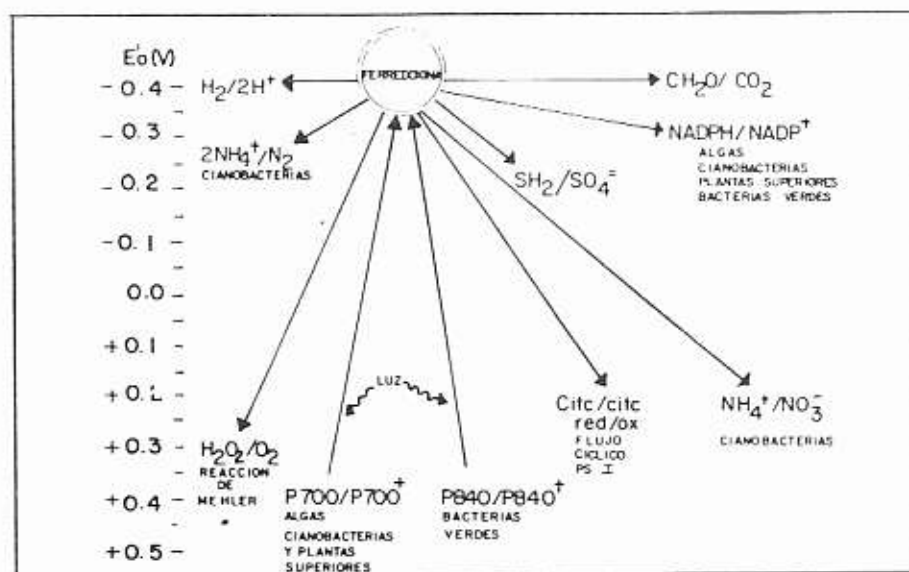 E'o (V)
FERREDOXINA
-0.4
H₂/2H⁺
CH₂O/CO₂
-0.3
NADPH/NADP⁺
ALGAS
CIANOBACTERIAS
PLANTAS SUPERIORES
BACTERIAS VERDES
2NH₄⁺/N₂
CIANOBACTERIAS
SH₂/SO₄⁼
-0.2
-0.1
0.0
+0.1
+0.1
+0.3
+0.4
+0.5
LUZ
H₂O₂/O₂
REACCION
DE
MEHLER
P700/P700⁺
ALGAS
CIANOBACTERIAS
Y PLANTAS
SUPERIORES
P840/P840⁺
BACTERIAS
VERDES
Citc/citc
red/ox
FLUJO
CICLICO
PS I
NH₄⁺/NO₃⁻
CIANOBACTERIAS